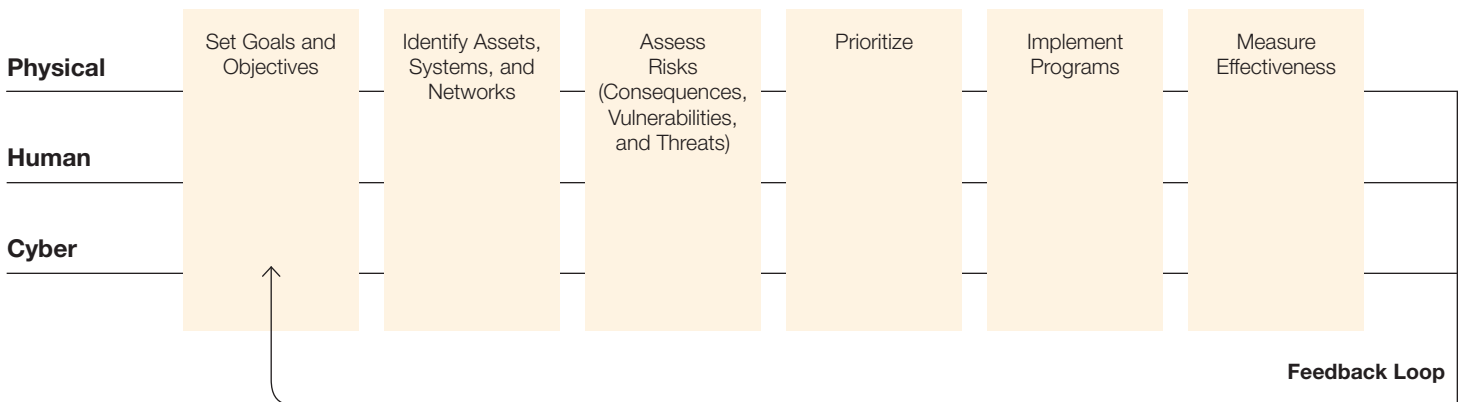 Physical
Human
Cyber
Set Goals and
Objectives
Identify Assets,
Systems, and
Networks
Assess
Risks
(Consequences,
Vulnerabilities,
and Threats)
Prioritize
Implement
Programs
Measure
Effectiveness
Feedback Loop